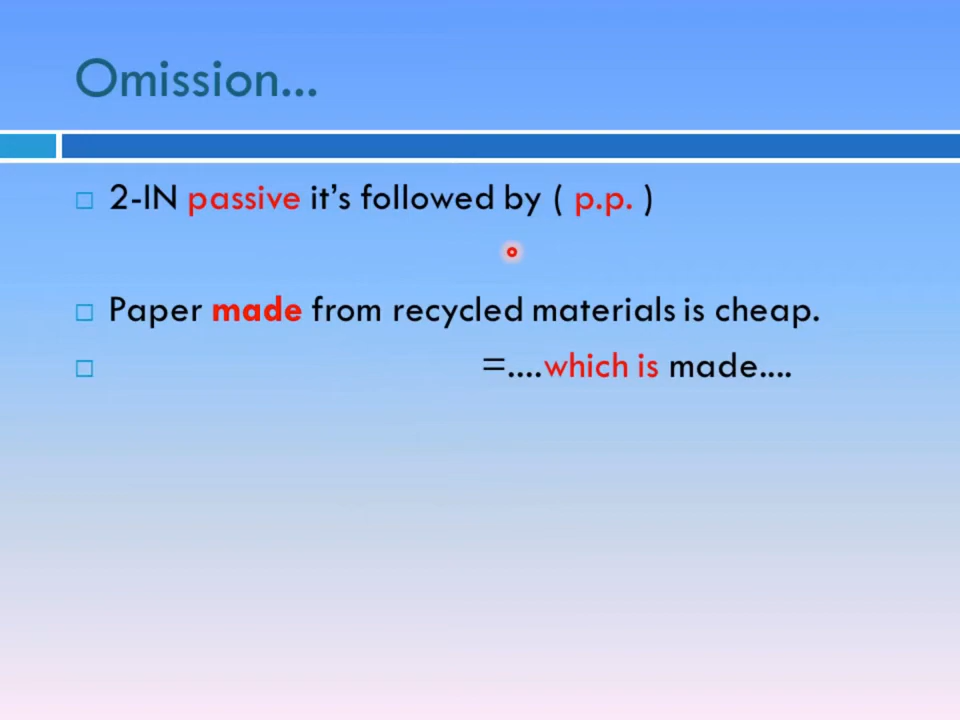 Omission...
2-IN passive it’s followed by ( p.p. )
Paper made from recycled materials is cheap.
=....which is made....